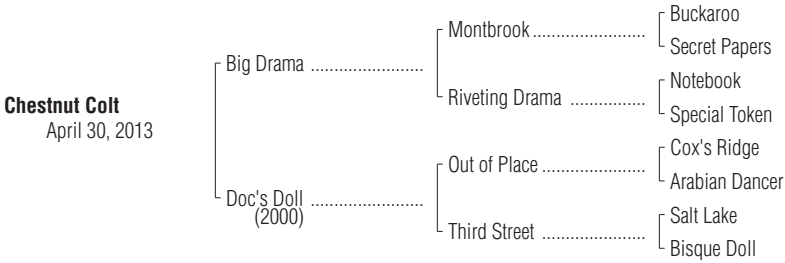 Buckaroo
Montbrook ........................
Secret Papers
Big Drama ........................
Notebook
Riveting Drama ................
Special Token
Chestnut Colt
April 30, 2013
Cox's Ridge
Out of Place ......................
Arabian Dancer
Doc's Doll ........................
(2000)
Salt Lake
Third Street ......................
Bisque Doll